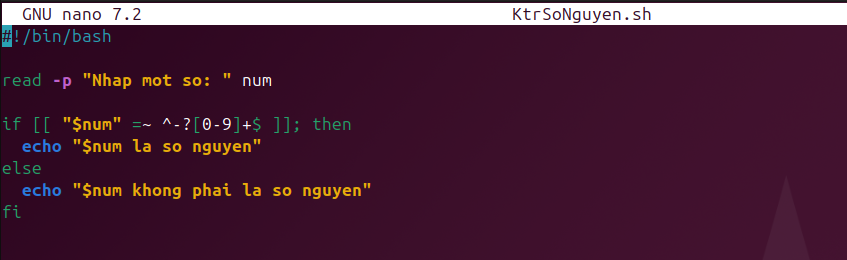 GNU nano 7.2 KtrSoNguyen.sh
#!/bin/bash
read -p "Nhap mot so: " num
if [[ "$num" =~ ^-?[0-9]+$ ]]; then
echo "$num la so nguyen"
else
echo "$num khong phai la so nguyen"
fi